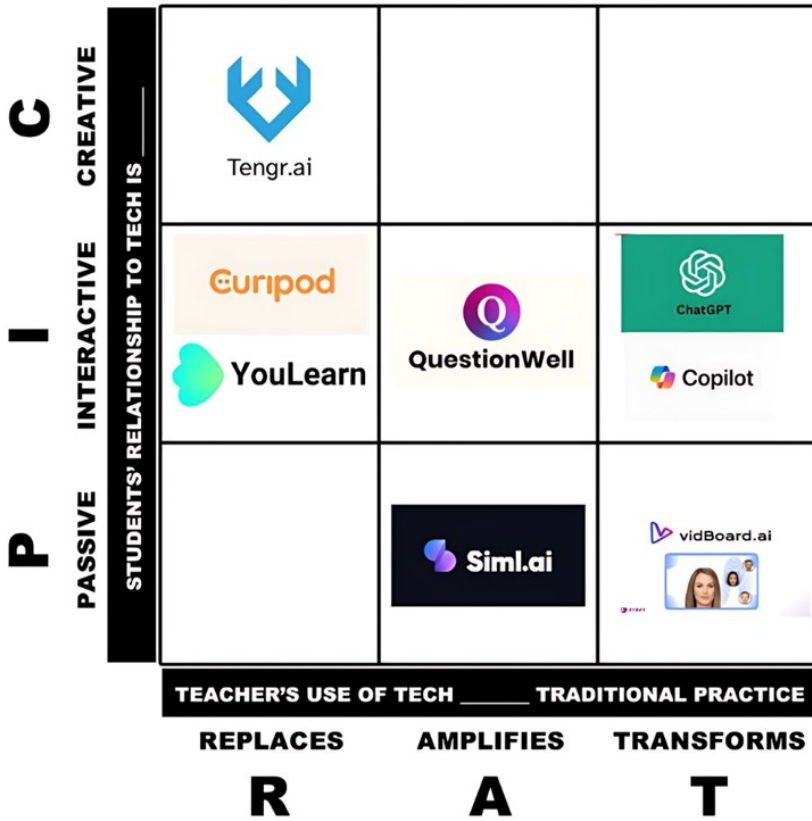 C
CREATIVE
I
INTERACTIVE
P
PASSIVE
STUDENTS' RELATIONSHIP TO TECH IS _____
Tengr.ai
Curipod
YouLearn
Q
QuestionWell
ChatGPT
Copilot
Siml.ai
vidBoard.ai
TEACHER'S USE OF TECH ______ TRADITIONAL PRACTICE
REPLACES
AMPLIFIES
TRANSFORMS
R
A
T